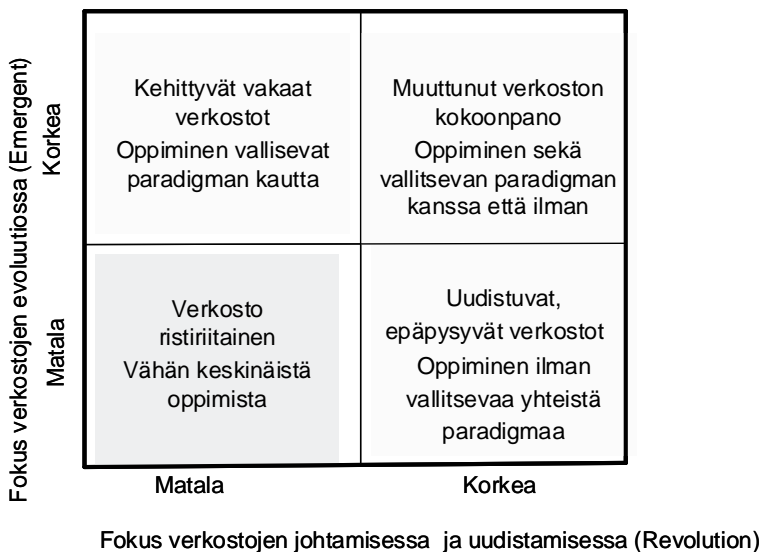 Fokus verkostojen evoluutiossa (Emergent)
Korkea
Kehittyvät vakaat
verkostot
Oppiminen vallisevat
paradigman kautta
Muuttunut verkoston
kokoonpano
Oppiminen sekä
vallitsevan paradigman
kanssa että ilman
Matala
Verkosto
ristiriitainen
Vähän keskinäistä
oppimista
Uudistuvat,
epäpysyvät verkostot
Oppiminen ilman
vallitsevaa yhteistä
paradigmaa
Matala
Korkea
Fokus verkostojen johtamisessa ja uudistamisessa (Revolution)